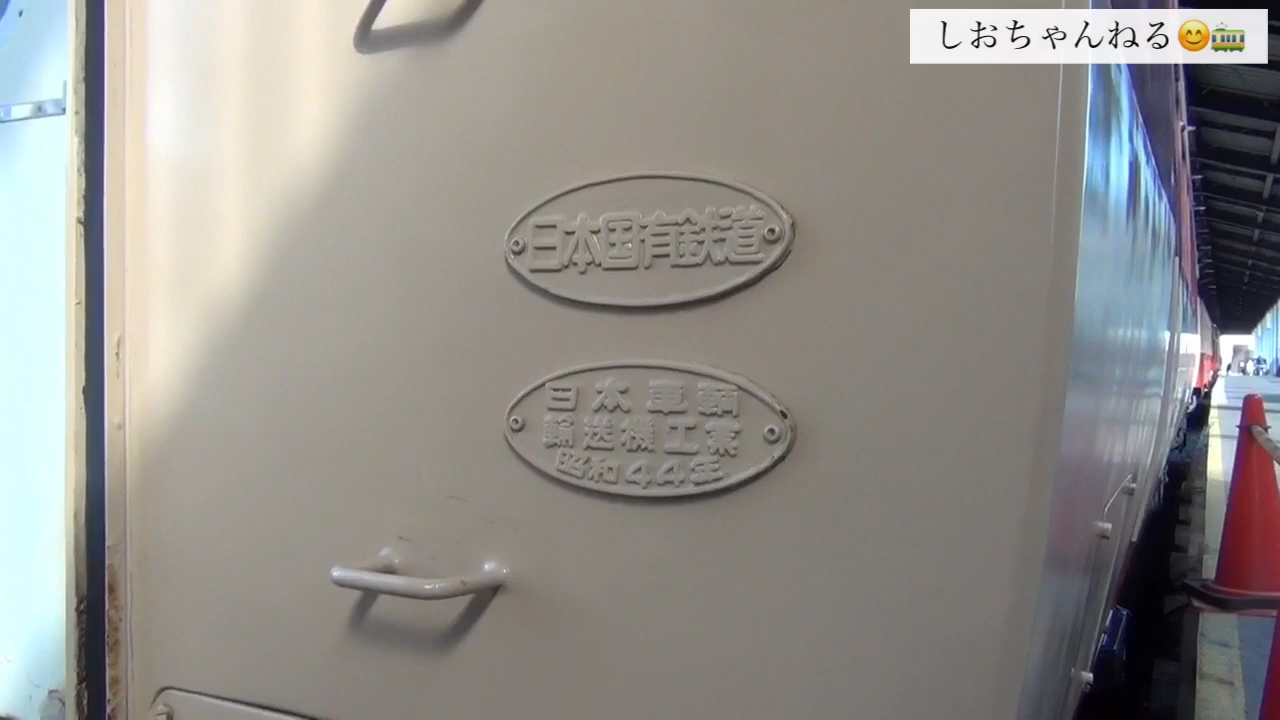 しおちゃんねる😊🚋
日本国有鉄道
日本車輌
輸送機工業
昭和44年